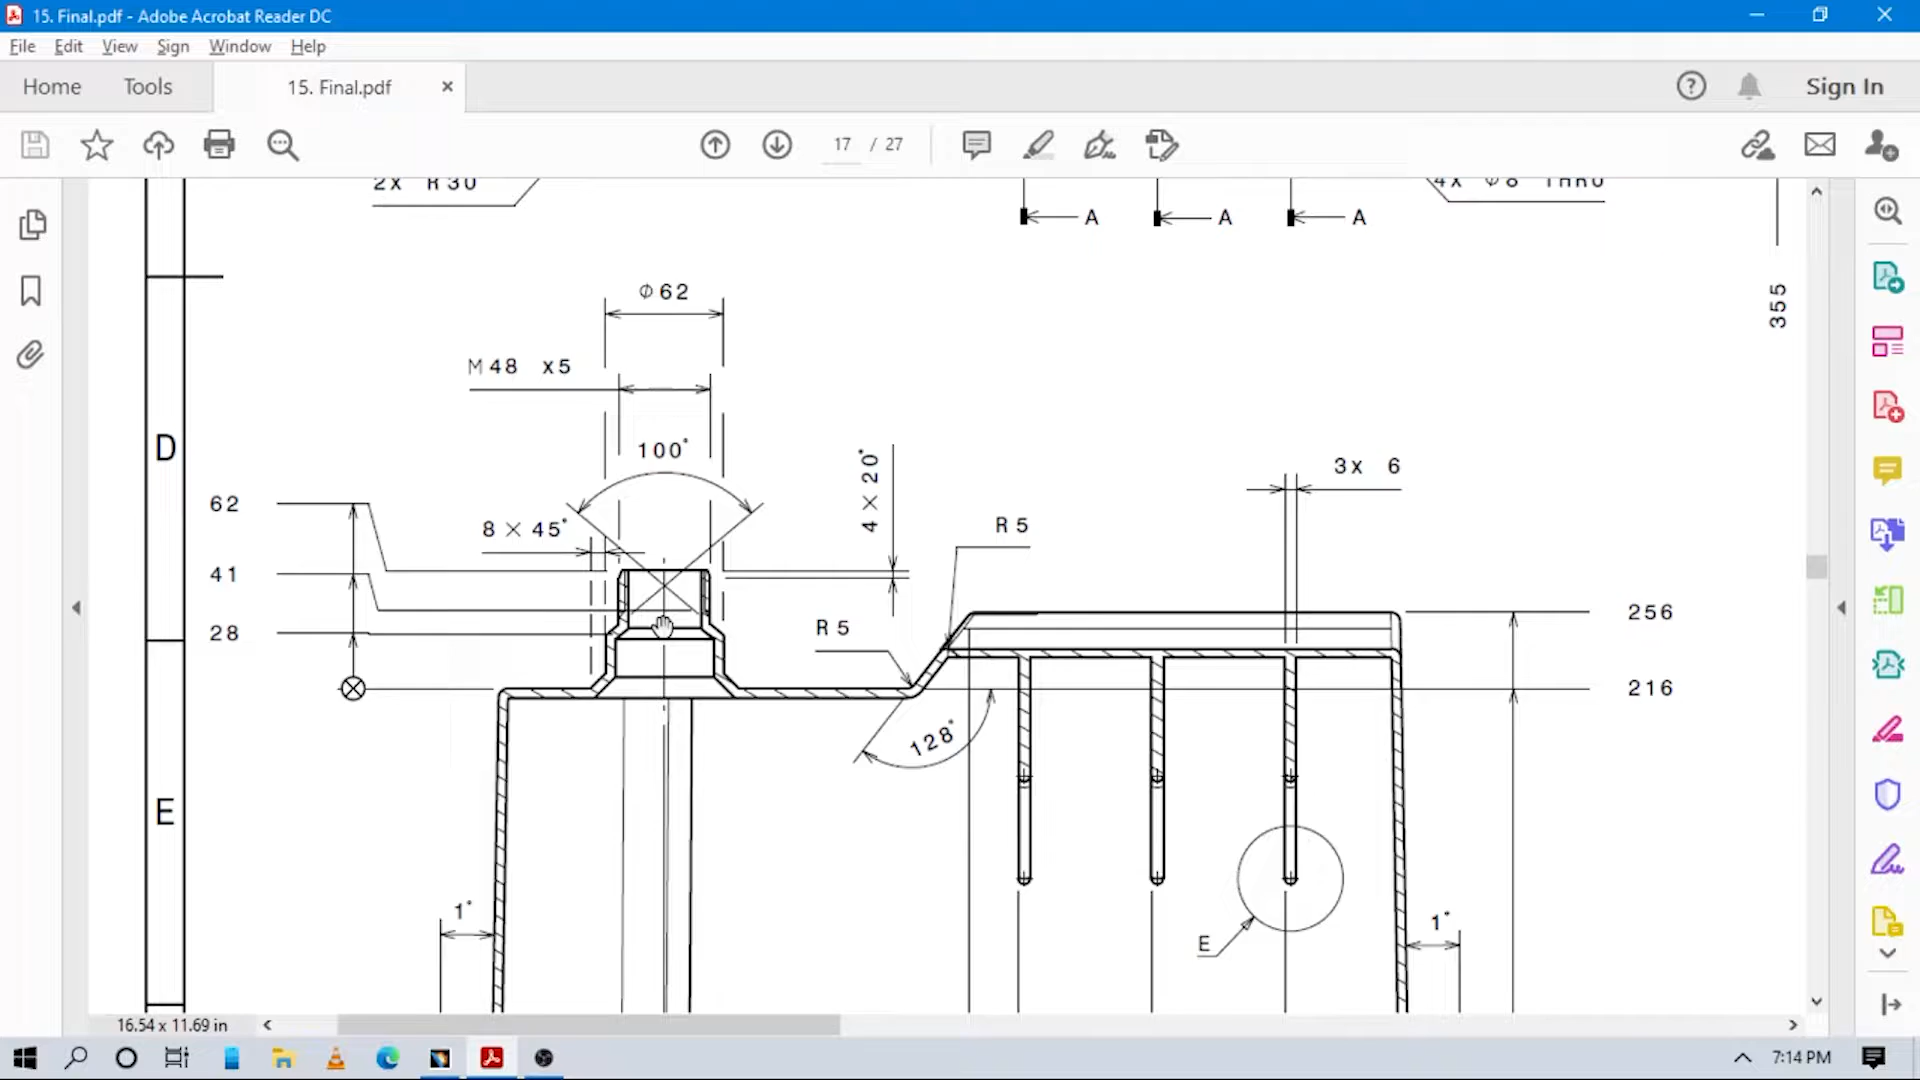 15. Final.pdf - Adobe Acrobat Reader DC
File Edit View Sign Window Help
Home Tools 15. Final.pdf × Sign In
17 / 27
2x R30
4x Φ8 THRU
A A A
355
Φ62
M48 x5
100°
4×20°
3x 6
D
62
8×45°
R5
41
R5
256
28
216
128°
E
1°
1°
E
16.54 x 11.69 in
7:14 PM